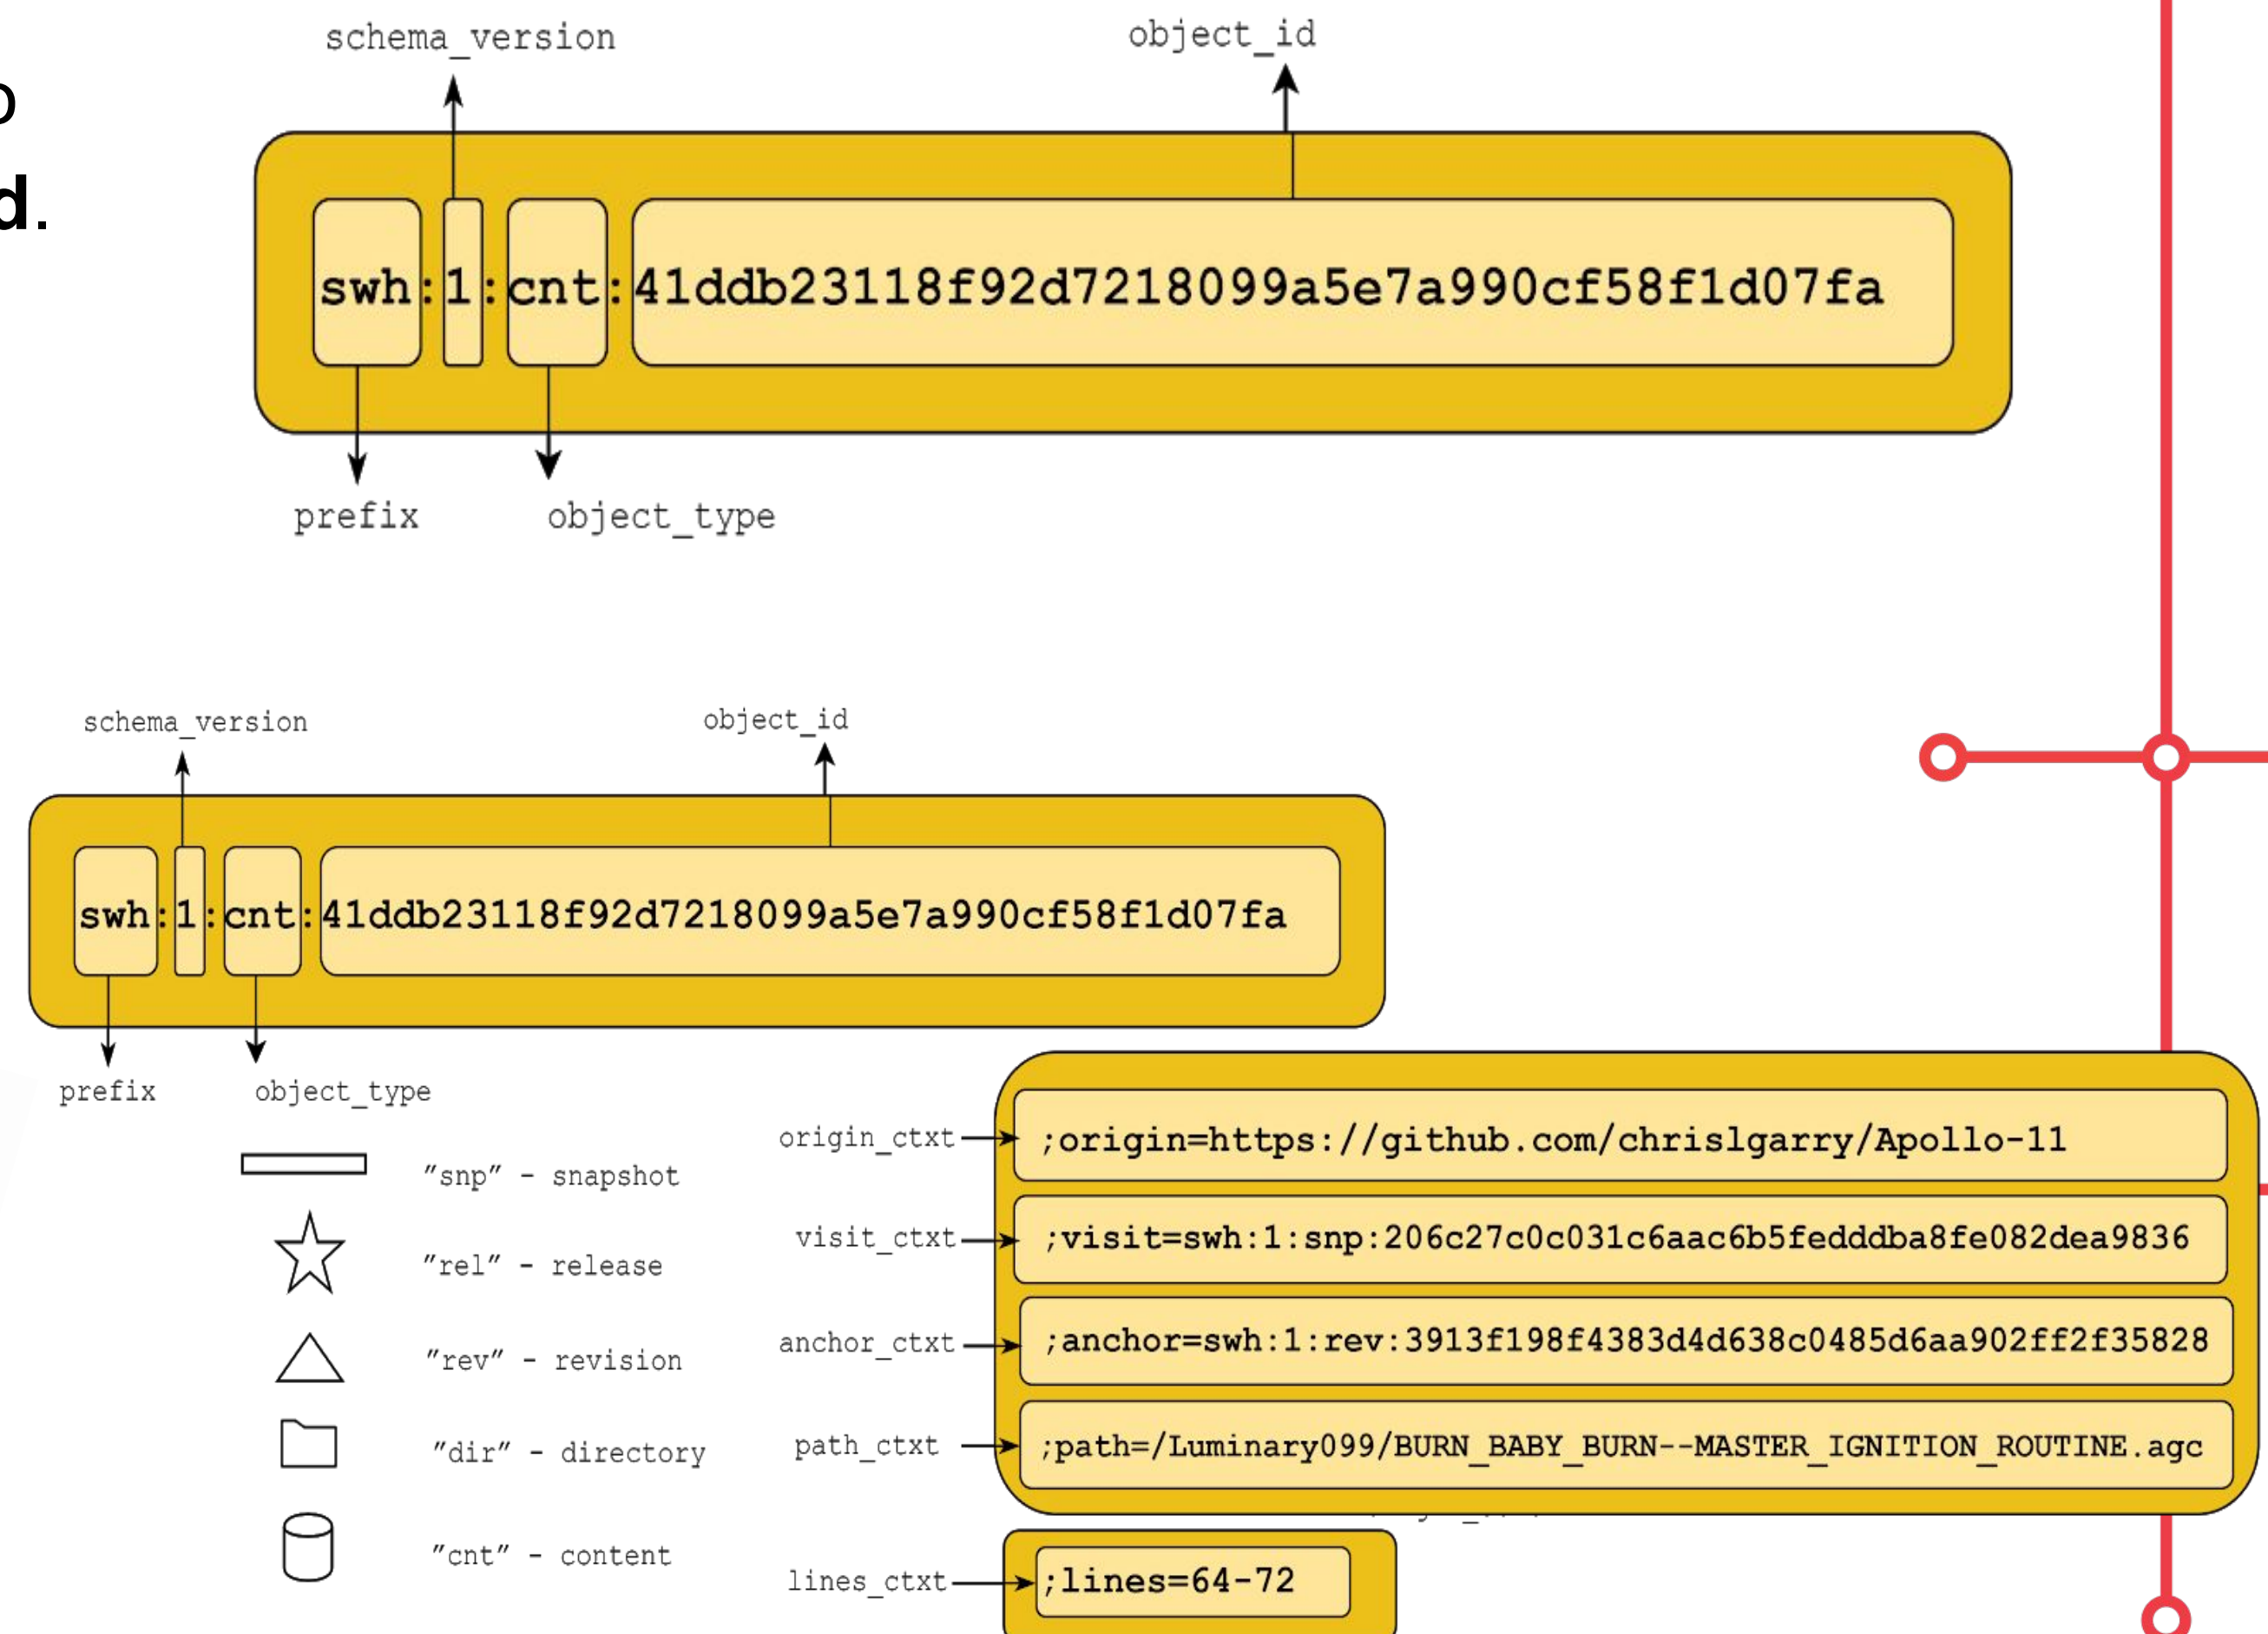 schema_version object_id
d.
swh:1:cnt:41ddb23118f92d7218099a5e7a990cf58f1d07fa
prefix object_type
schema_version object_id
swh:1:cnt:41ddb23118f92d7218099a5e7a990cf58f1d07fa
prefix object_type
"snp" - snapshot
"rel" - release
"rev" - revision
"dir" - directory
"cnt" - content
origin_ctxt ;origin=https://github.com/chrislgarry/Apollo-11
visit_ctxt ;visit=swh:1:snp:206c27c0c031c6aac6b5fedddba8fe082dea9836
anchor_ctxt ;anchor=swh:1:rev:3913f198f4383d4d638c0485d6aa902ff2f35828
path_ctxt ;path=/Luminary099/BURN_BABY_BURN--MASTER_IGNITION_ROUTINE.agc
lines_ctxt ;lines=64-72